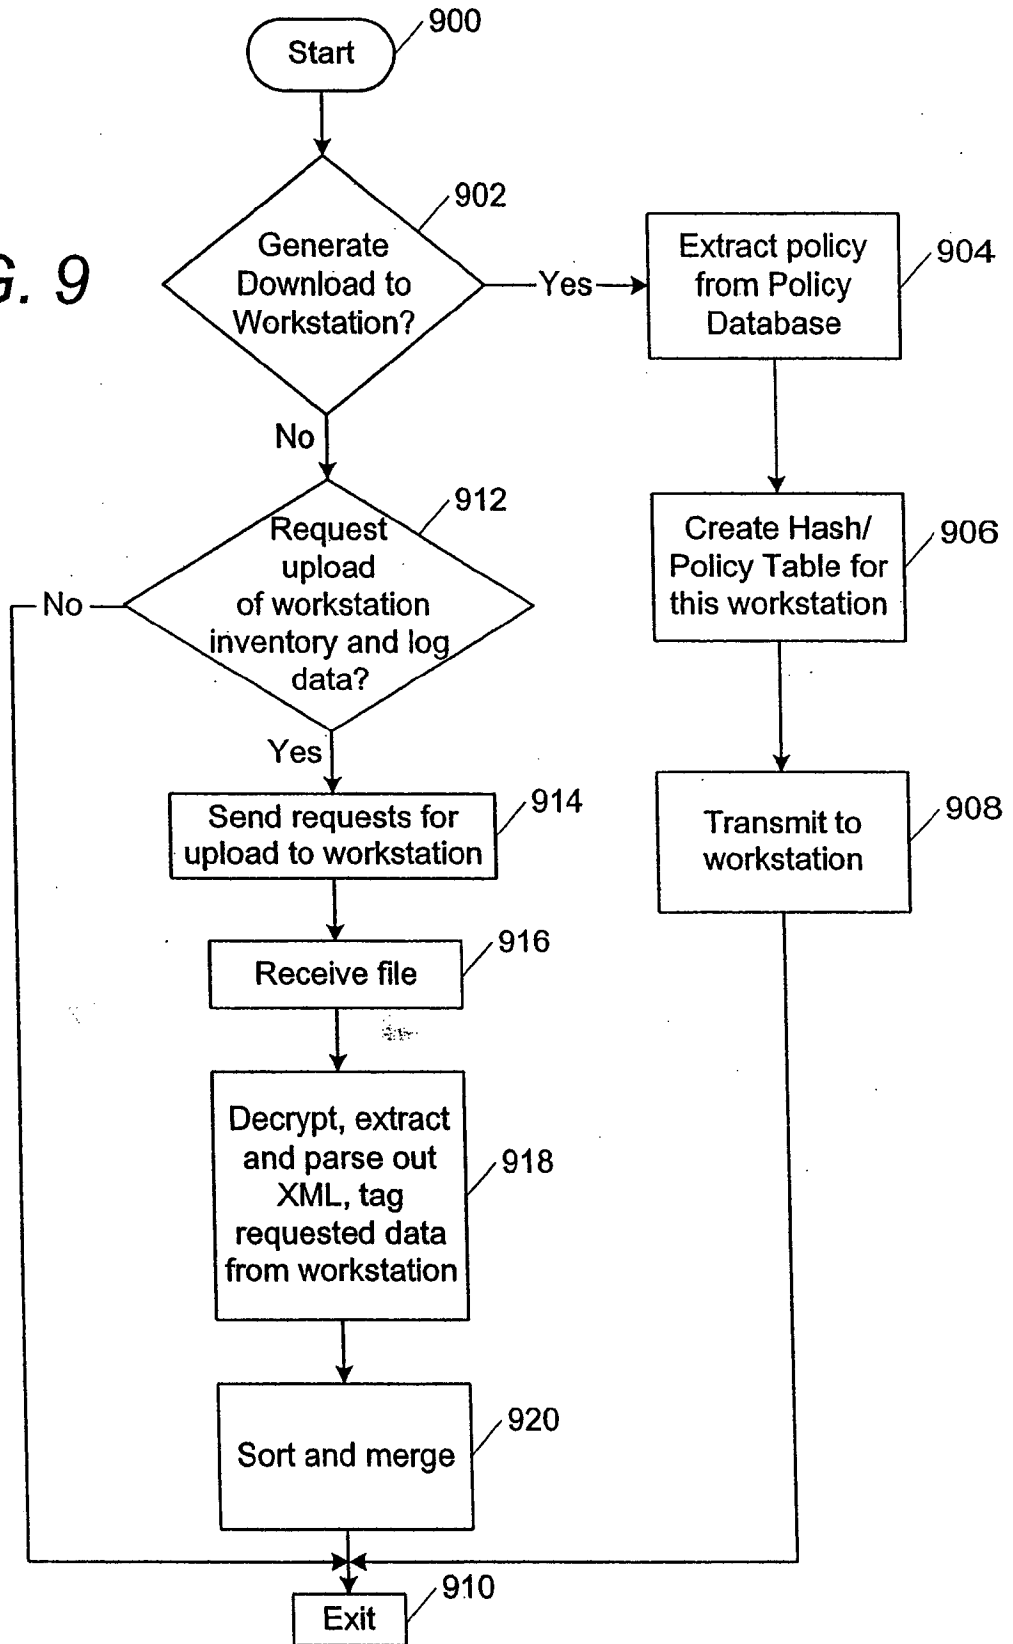 900
Start
902
Generate
Download to
Workstation?
Yes
Extract policy
from Policy
Database
904
G. 9
No
912
Request
upload
of workstation
inventory and log
data?
No
Create Hash/
Policy Table for
this workstation
906
Yes
Send requests for
upload to workstation
914
Transmit to
workstation
908
Receive file
916
Decrypt, extract
and parse out
XML, tag
requested data
from workstation
918
Sort and merge
920
Exit
910